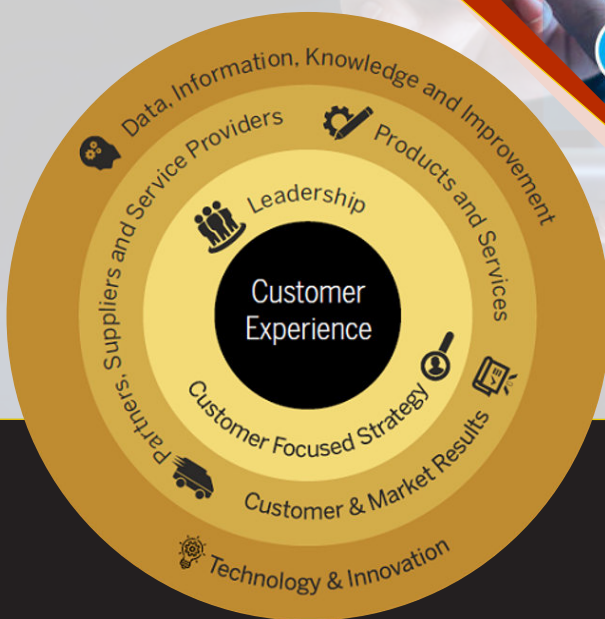 Data, Information, Knowledge and Improvement
Partners, Suppliers and Service Providers
Products and Services
Leadership
Customer
Experience
Customer Focused Strategy
Customer & Market Results
Technology & Innovation